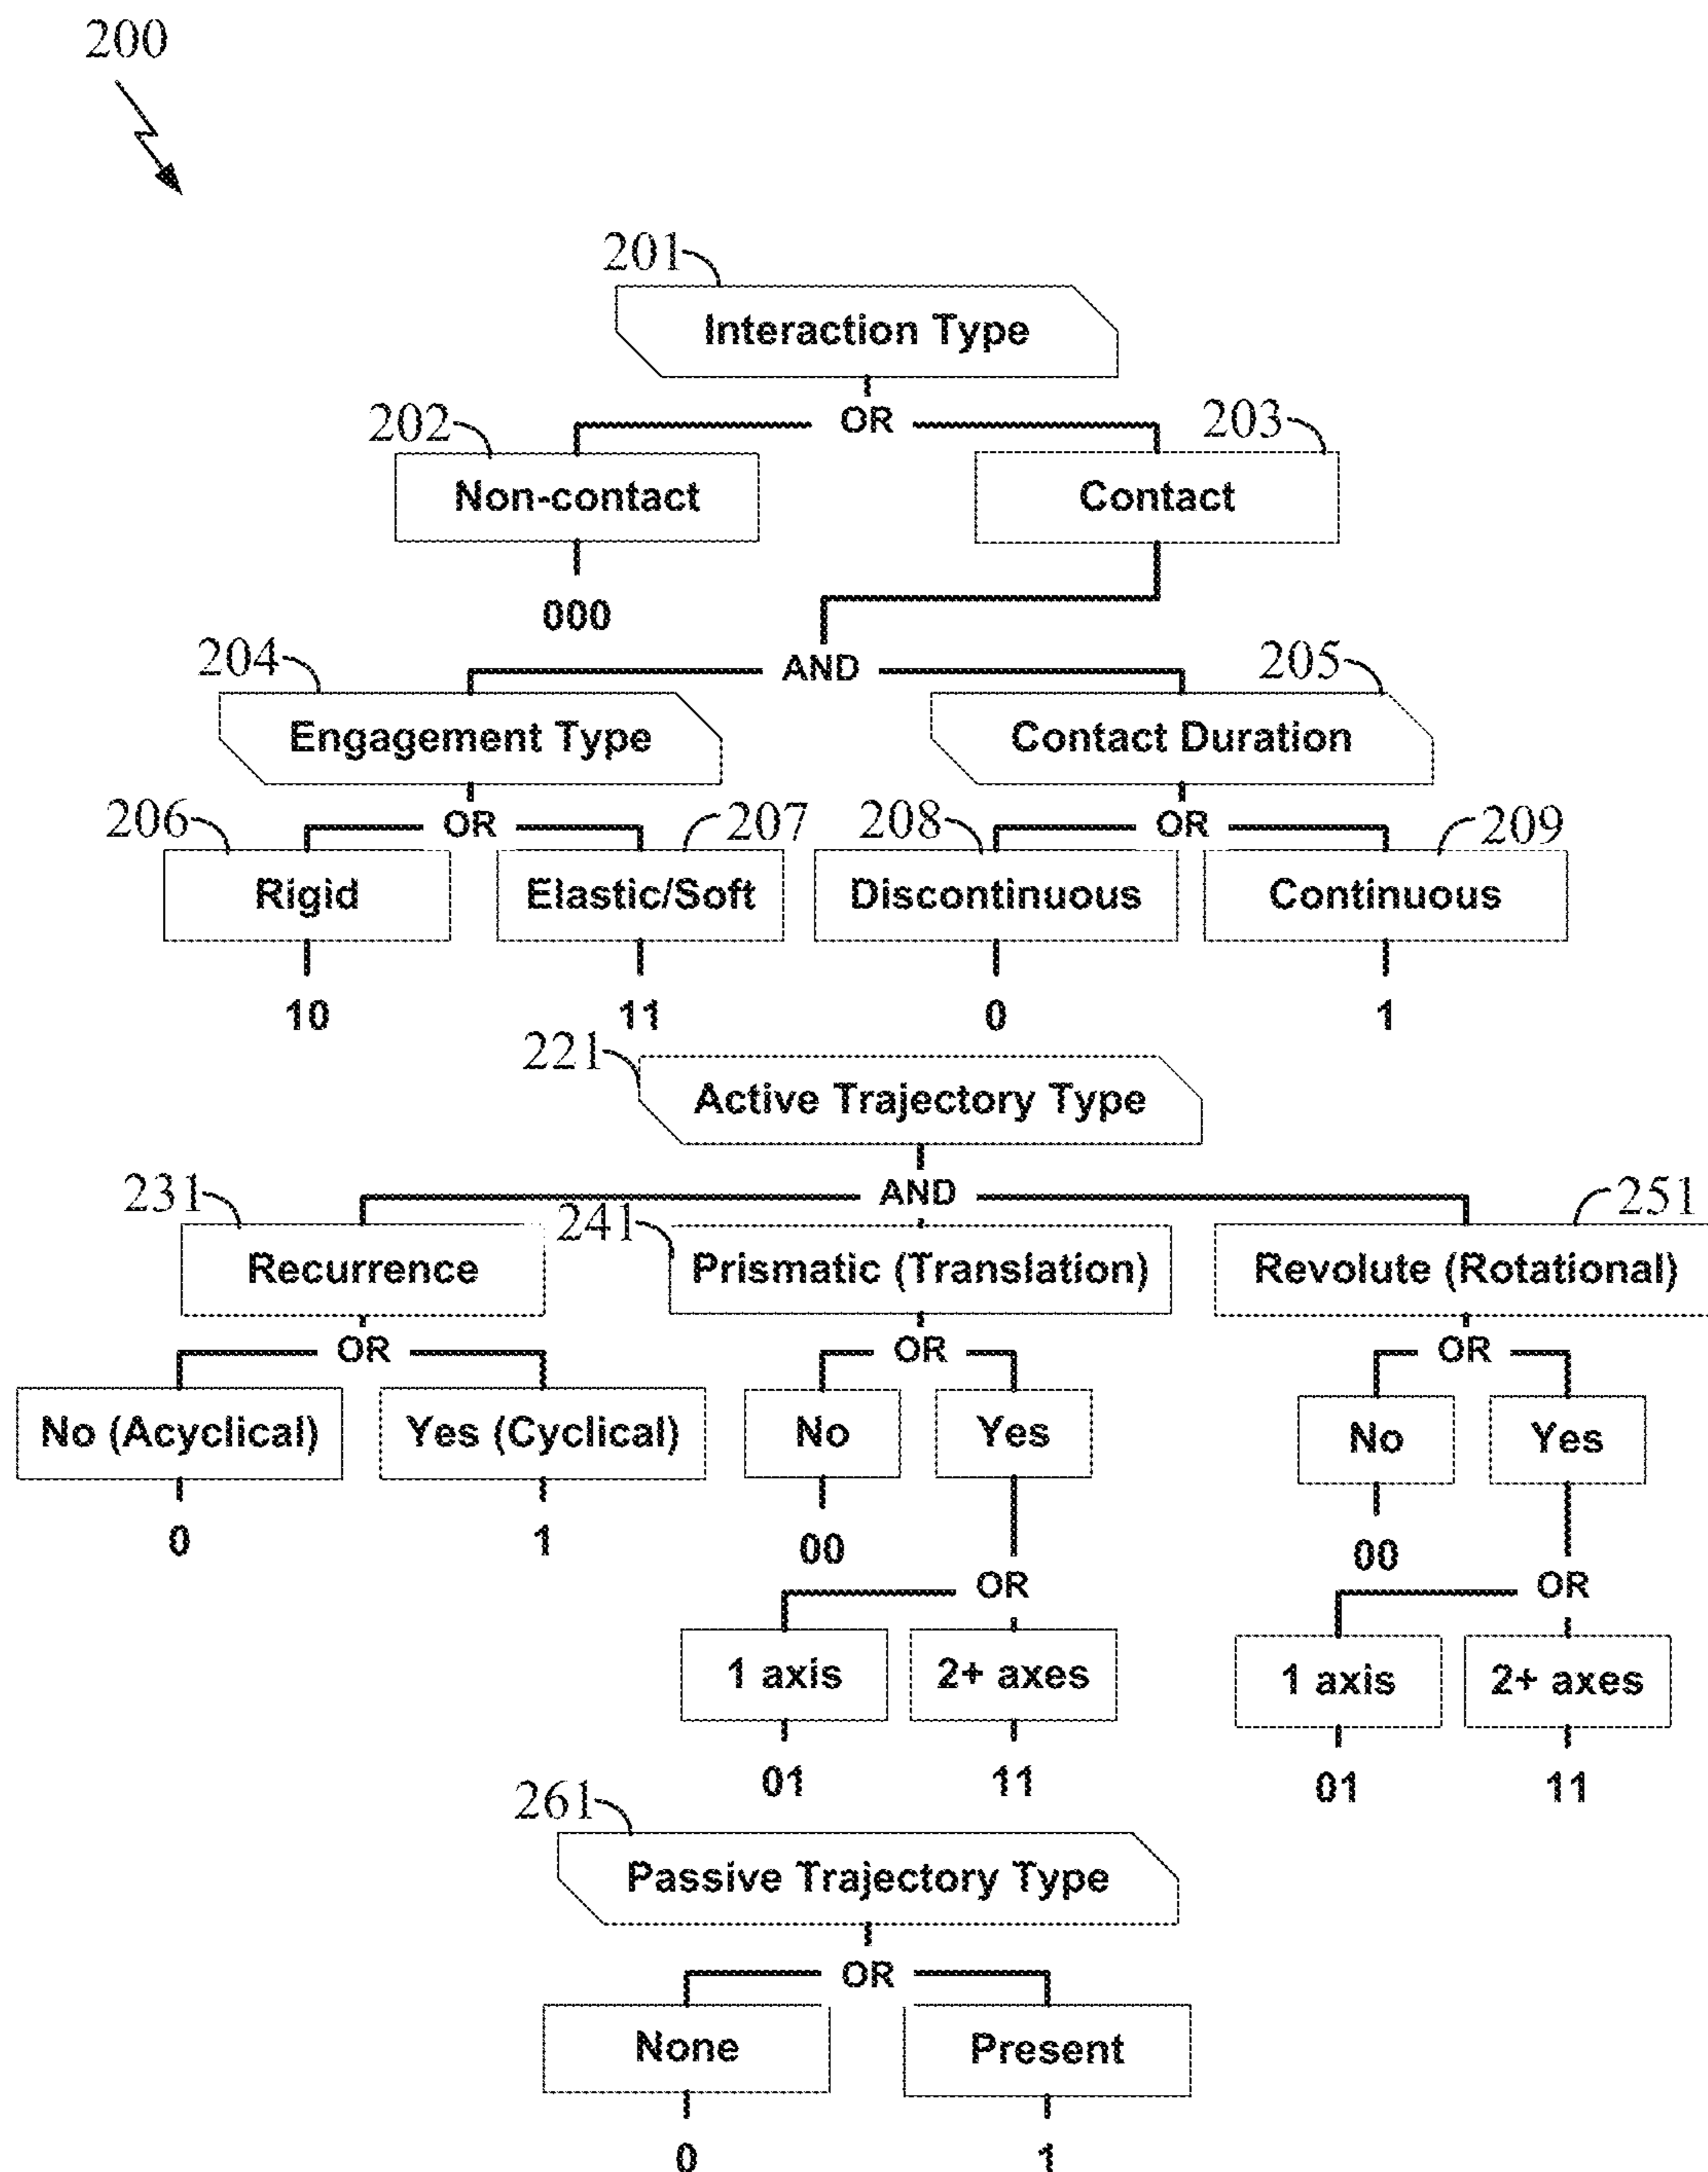 200
201
Interaction Type
OR
202
203
Non-contact
Contact
000
AND
204
205
Engagement Type
Contact Duration
206
OR
207
208
OR
209
Rigid
Elastic/Soft
Discontinuous
Continuous
10
11
0
1
221
Active Trajectory Type
AND
231
241
251
Recurrence
Prismatic (Translation)
Revolute (Rotational)
OR
OR
OR
No (Acyclical)
Yes (Cyclical)
No
Yes
No
Yes
0
1
00
00
OR
OR
1 axis
2+ axes
1 axis
2+ axes
01
11
01
11
261
Passive Trajectory Type
OR
None
Present
0
1